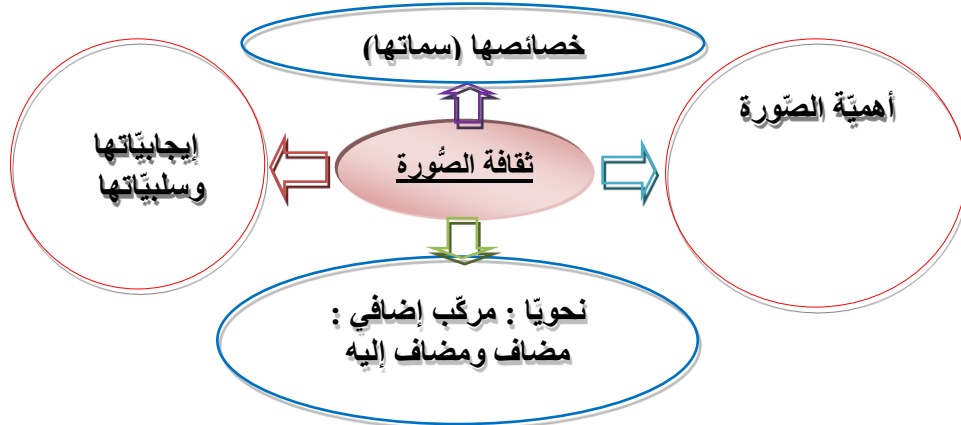 خصائصها (سماتها)
أهميّة الصّورة
ثقافة الصُّورة
إيجابيّاتها
وسلبيّاتها
نحويّا : مركّب إضافي :
مضاف ومضاف إليه